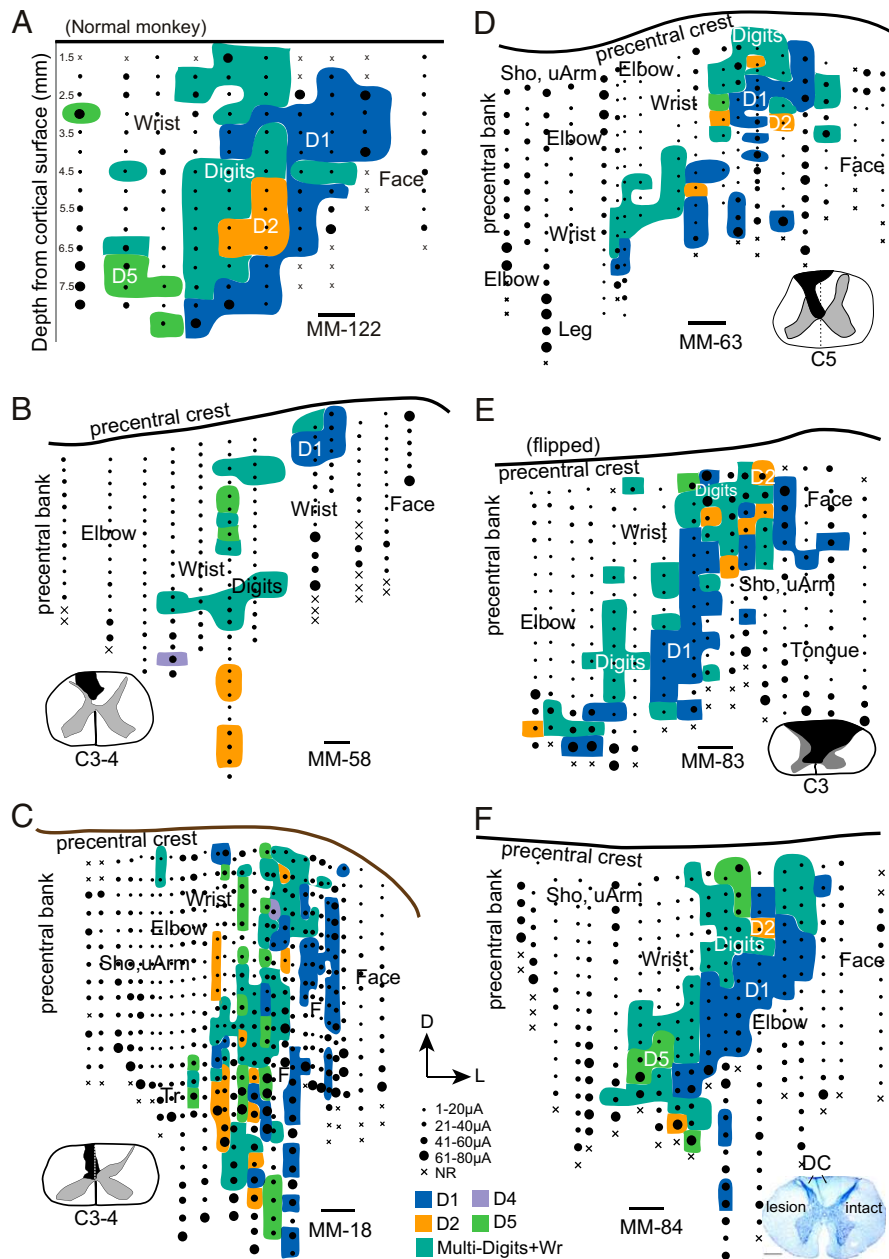 A
(Normal monkey)
Depth from cortical surface (mm)
1.5
3.5
4.5
5.5
6.5
7.5
Wrist
D1
Digits
Face
D2
D5
MM-122
B
precentral crest
precentral bank
D1
Elbow
Wrist
Face
Wrist
Digits
C3-4
MM-58
C
precentral crest
precentral bank
Wrist
Elbow
Sho,uArm
Face
F
F
Tr
C3-4
MM-18
D
L
1-20μA
21-40μA
41-60μA
61-80μA
NR
D1
D4
D2
D5
Multi-Digits+Wr
D
precentral crest
precentral bank
Digits
Sho, uArm
Elbow
Wrist
D1
Elbow
D2
Face
Wrist
Elbow
Leg
MM-63
C5
E
(flipped)
precentral crest
precentral bank
D2
Digits
Face
Wrist
Sho, uArm
Elbow
D1
Tongue
Digits
MM-83
C3
F
precentral crest
precentral bank
Sho, uArm
D2
Digits
Wrist
Face
D1
Elbow
D5
DC
lesion
intact
MM-84